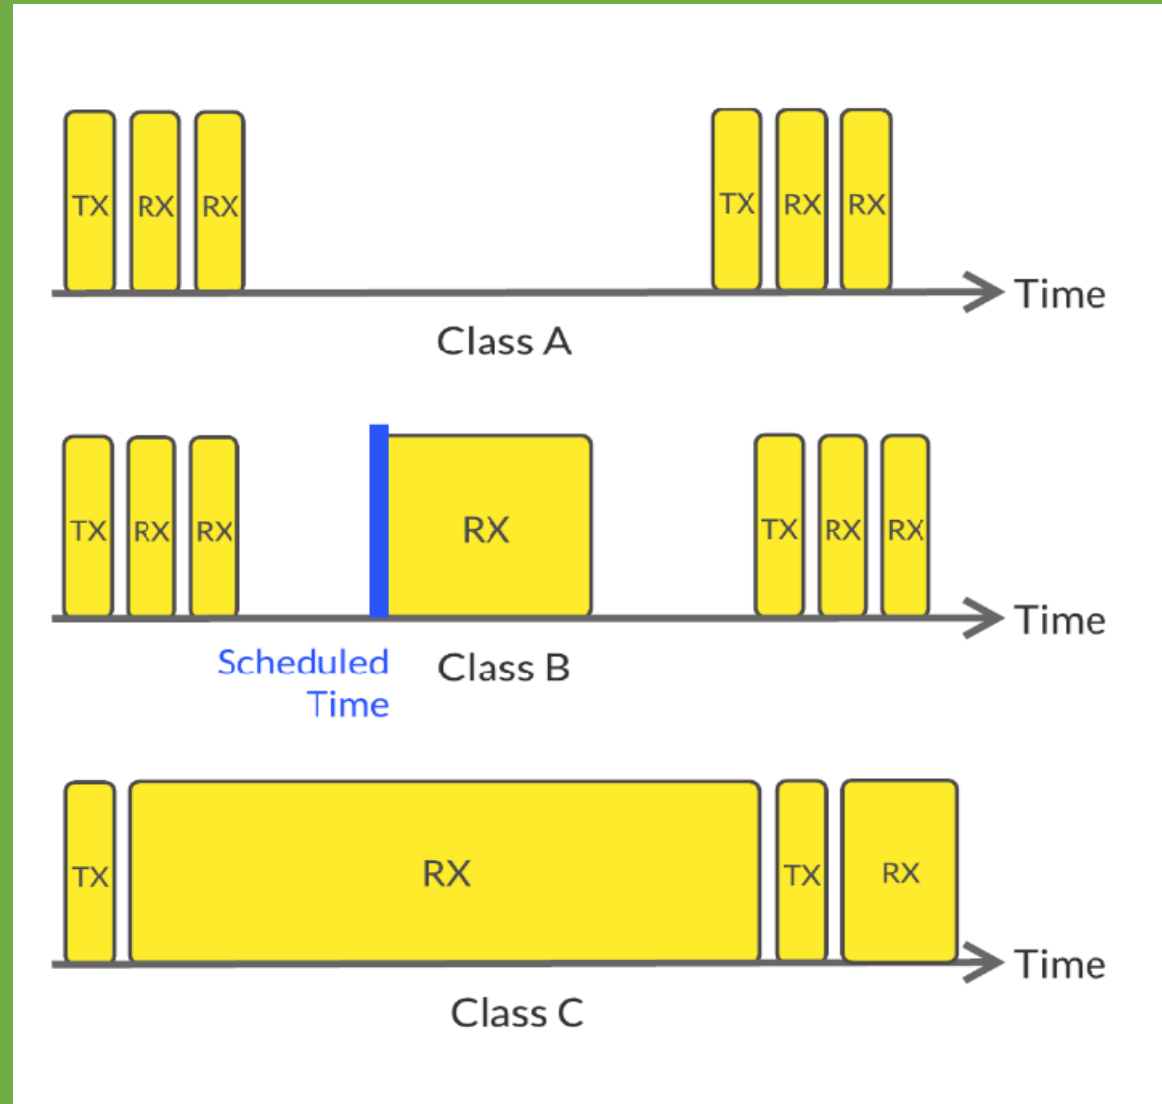 TX RX RX TX RX RX
Time
Class A
TX RX RX RX TX RX RX
Time
Scheduled
Time
Class B
TX RX TX RX
Time
Class C